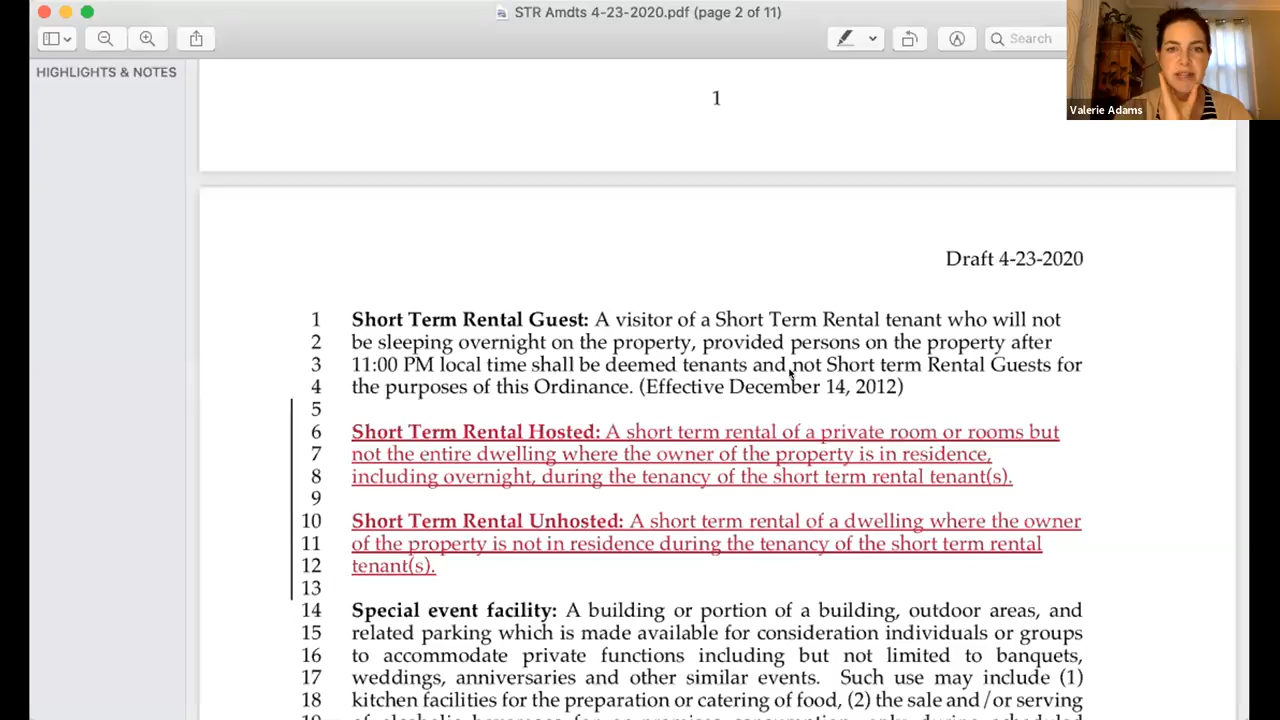 STR Amdts 4-23-2020.pdf (page 2 of 11)
Search
HIGHLIGHTS & NOTES
Valerie Adams
1
Draft 4-23-2020
1 Short Term Rental Guest: A visitor of a Short Term Rental tenant who will not
2 be sleeping overnight on the property, provided persons on the property after
3 11:00 PM local time shall be deemed tenants and not Short term Rental Guests for
4 the purposes of this Ordinance. (Effective December 14, 2012)
5
6 Short Term Rental Hosted: A short term rental of a private room or rooms but
7 not the entire dwelling where the owner of the property is in residence,
8 including overnight, during the tenancy of the short term rental tenant(s).
9
10 Short Term Rental Unhosted: A short term rental of a dwelling where the owner
11 of the property is not in residence during the tenancy of the short term rental
12 tenant(s).
13
14 Special event facility: A building or portion of a building, outdoor areas, and
15 related parking which is made available for consideration individuals or groups
16 to accommodate private functions including but not limited to banquets,
17 weddings, anniversaries and other similar events. Such use may include (1)
18 kitchen facilities for the preparation or catering of food, (2) the sale and/or serving